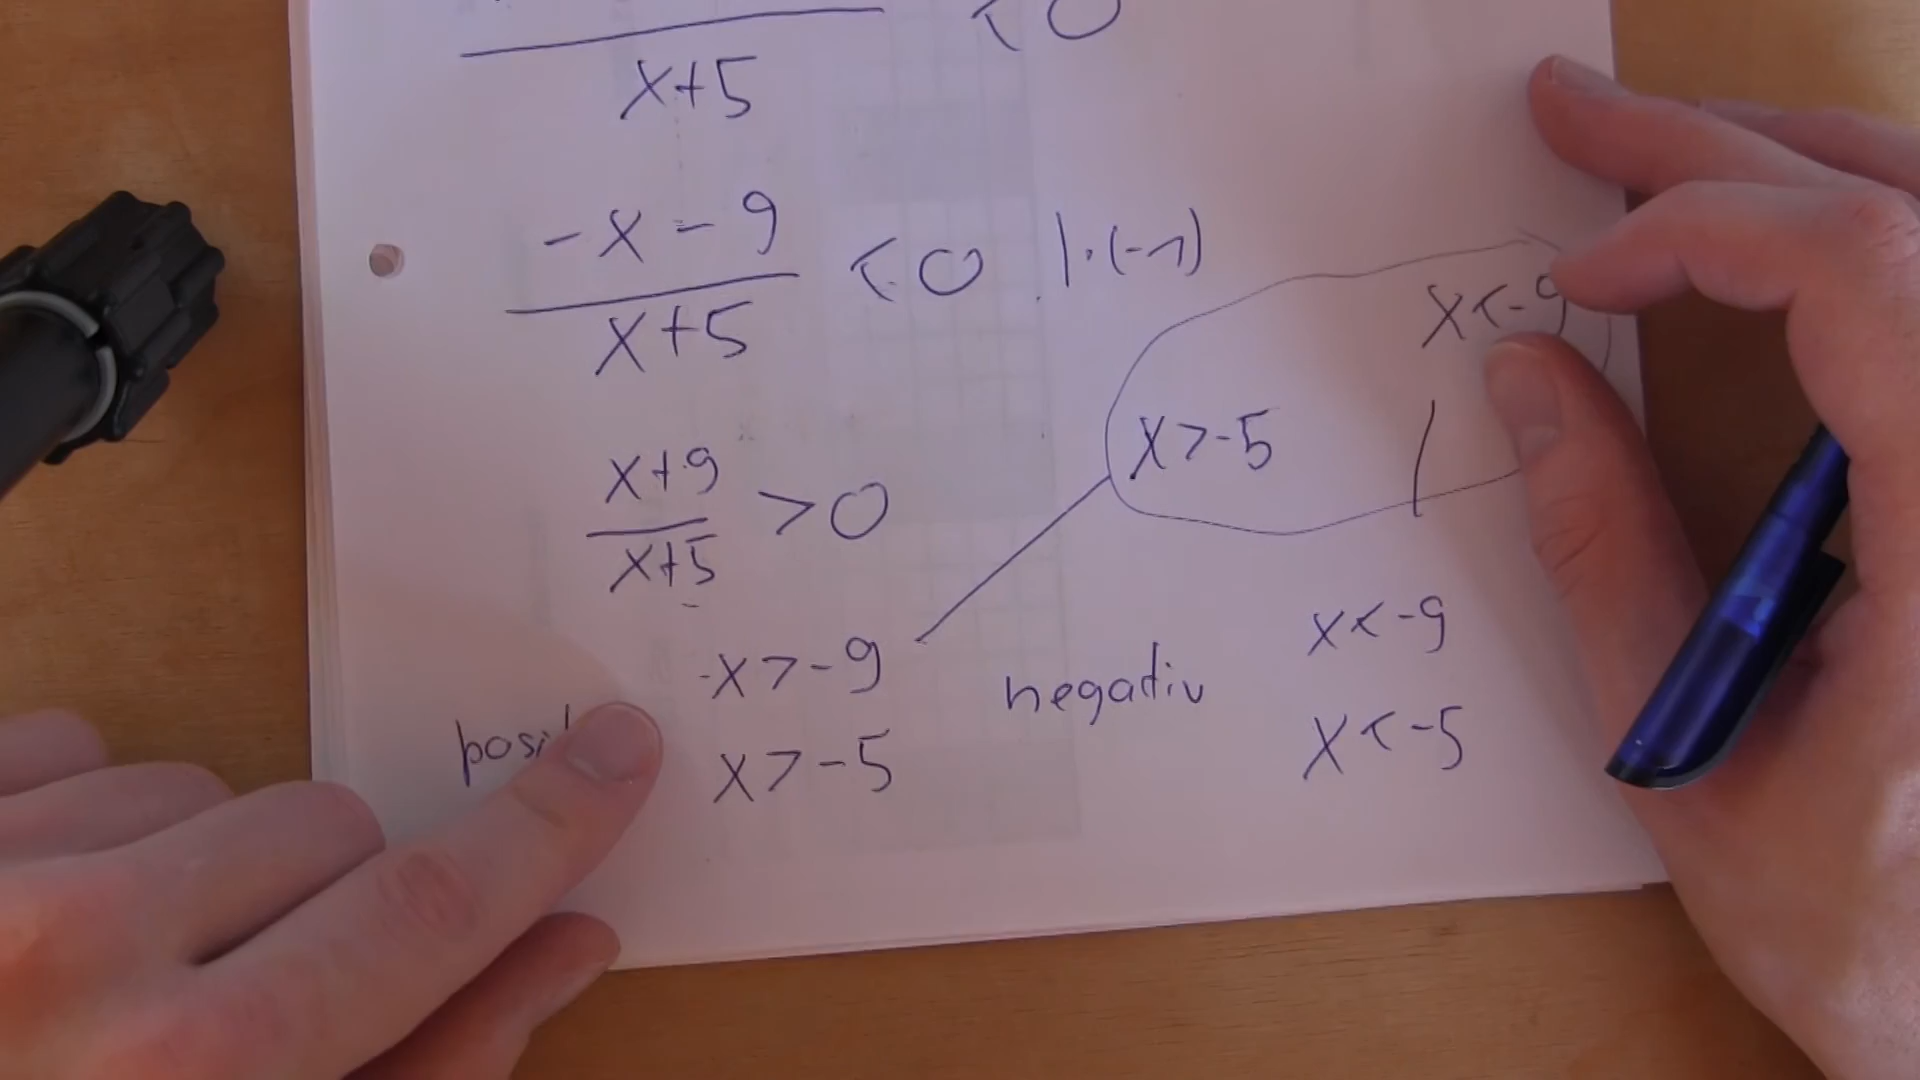 < 0
x+5
-x-9
x+5
< 0 | · (-1)
x+9
x+5
> 0
x < -9
x > -5
x > -9
x > -5
negativ
x < -9
x < -5